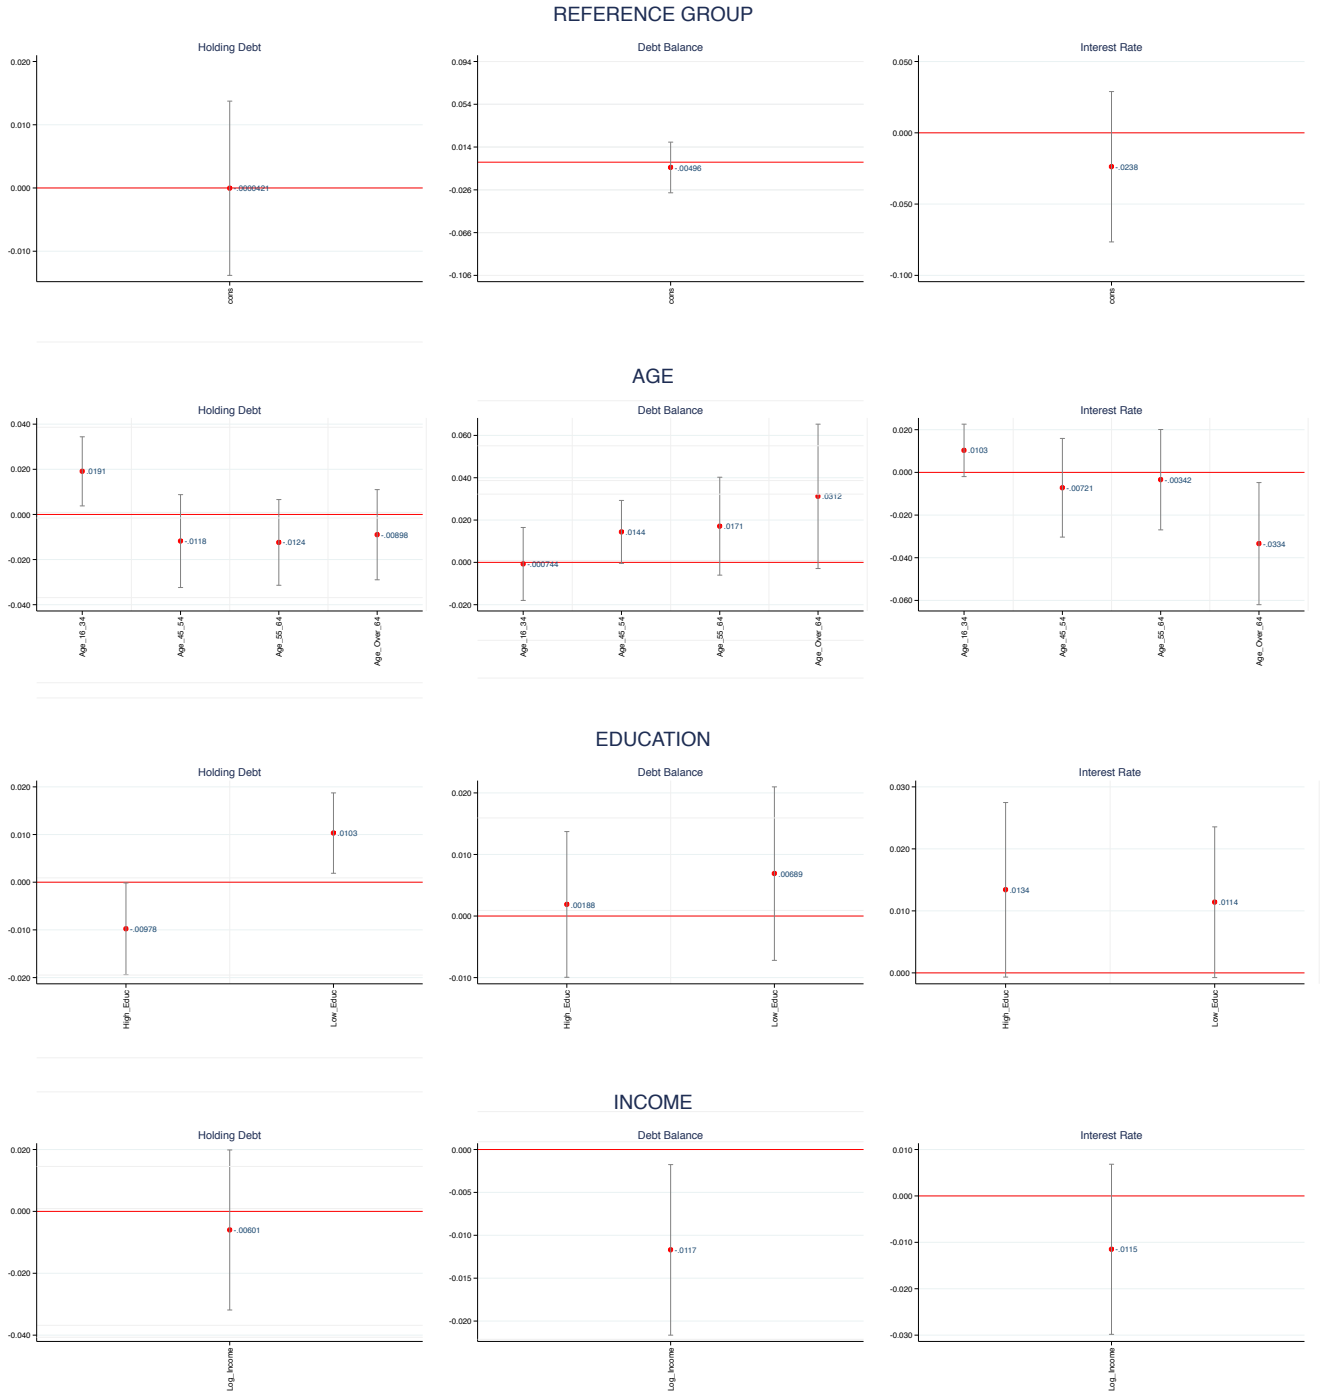 REFERENCE GROUP
Holding Debt
0.020
0.010
0.000
-0.010
-.0000421
cons
Debt Balance
0.094
0.054
0.014
-0.026
-0.066
-0.106
-.00496
cons
Interest Rate
0.050
0.000
-0.050
-0.100
-.0238
cons
AGE
Holding Debt
0.040
0.020
0.000
-0.020
-0.040
.0191
-.0118
-.0124
-.00898
Age_16_34
Age_45_54
Age_55_64
Age_Over_64
Debt Balance
0.060
0.040
0.020
0.000
-0.020
-.000744
.0144
.0171
.0312
Age_16_34
Age_45_54
Age_55_64
Age_Over_64
Interest Rate
0.020
0.000
-0.020
-0.040
-0.060
.0103
-.00721
-.00342
-.0334
Age_16_34
Age_45_54
Age_55_64
Age_Over_64
EDUCATION
Holding Debt
0.020
0.010
0.000
-0.010
-0.020
-.00978
.0103
High_Educ
Low_Educ
Debt Balance
0.020
0.010
0.000
-0.010
.00188
.00689
High_Educ
Low_Educ
Interest Rate
0.030
0.020
0.010
0.000
.0134
.0114
High_Educ
Low_Educ
INCOME
Holding Debt
0.020
0.000
-0.020
-0.040
-.00601
Log_Income
Debt Balance
0.000
-0.005
-0.010
-0.015
-0.020
-.0117
Log_Income
Interest Rate
0.010
0.000
-0.010
-0.020
-0.030
-.0115
Log_Income